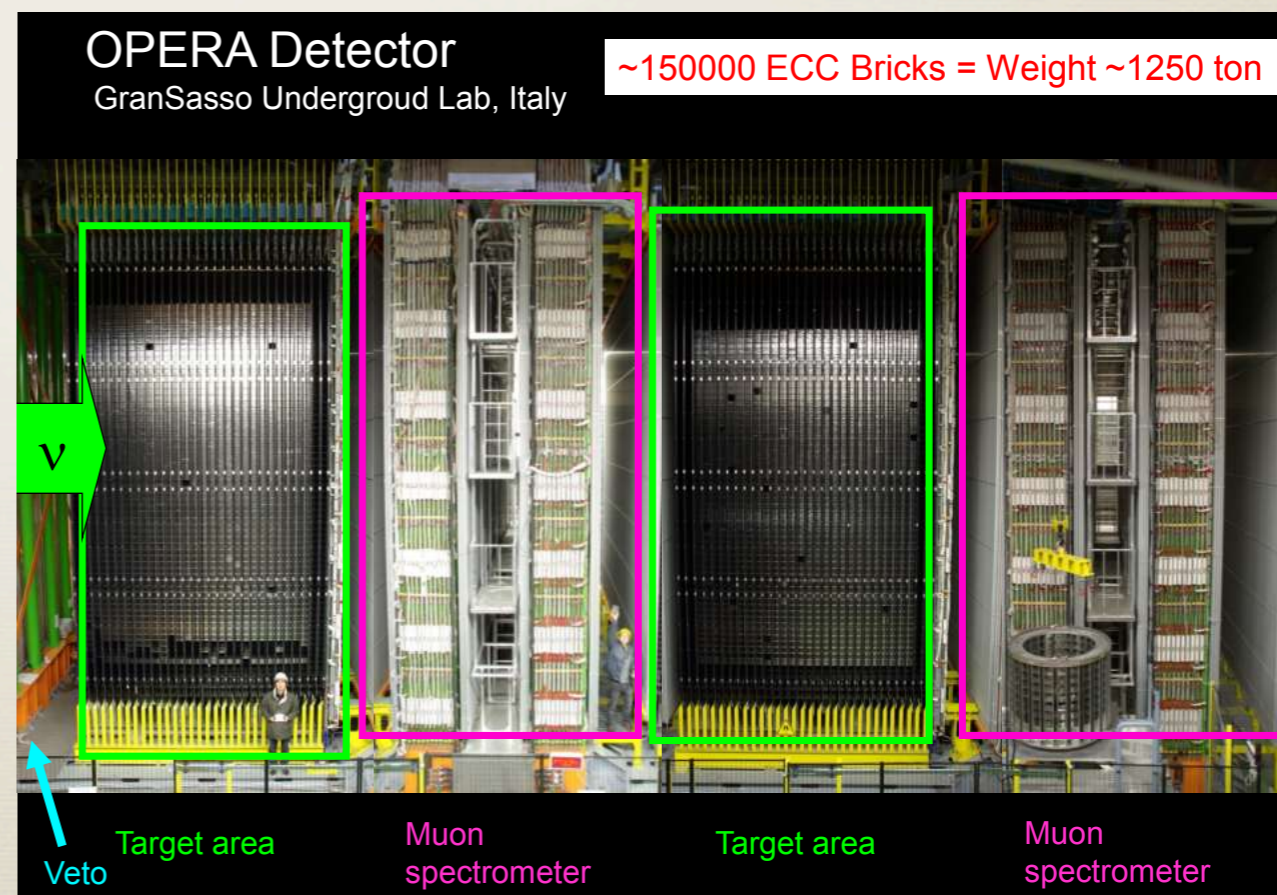 OPERA Detector
~150000 ECC Bricks = Weight ~1250 ton
GranSasso Undergroud Lab, Italy
ν
Target area
Muon
spectrometer
Target area
Muon
spectrometer
Veto